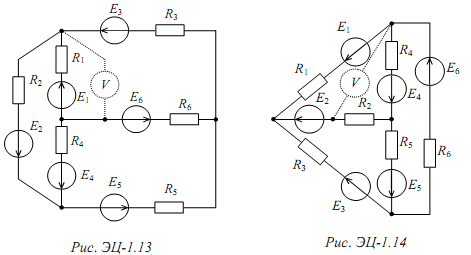 E3 R3
R1 V
R2
E1 E6 R6
E2
R4
E4 E5 R5
Рис. ЭЦ-1.13
E1 R4
R1 V E6
E2 E4
R2
R5
R3 R6
E5
E3
Рис. ЭЦ-1.14